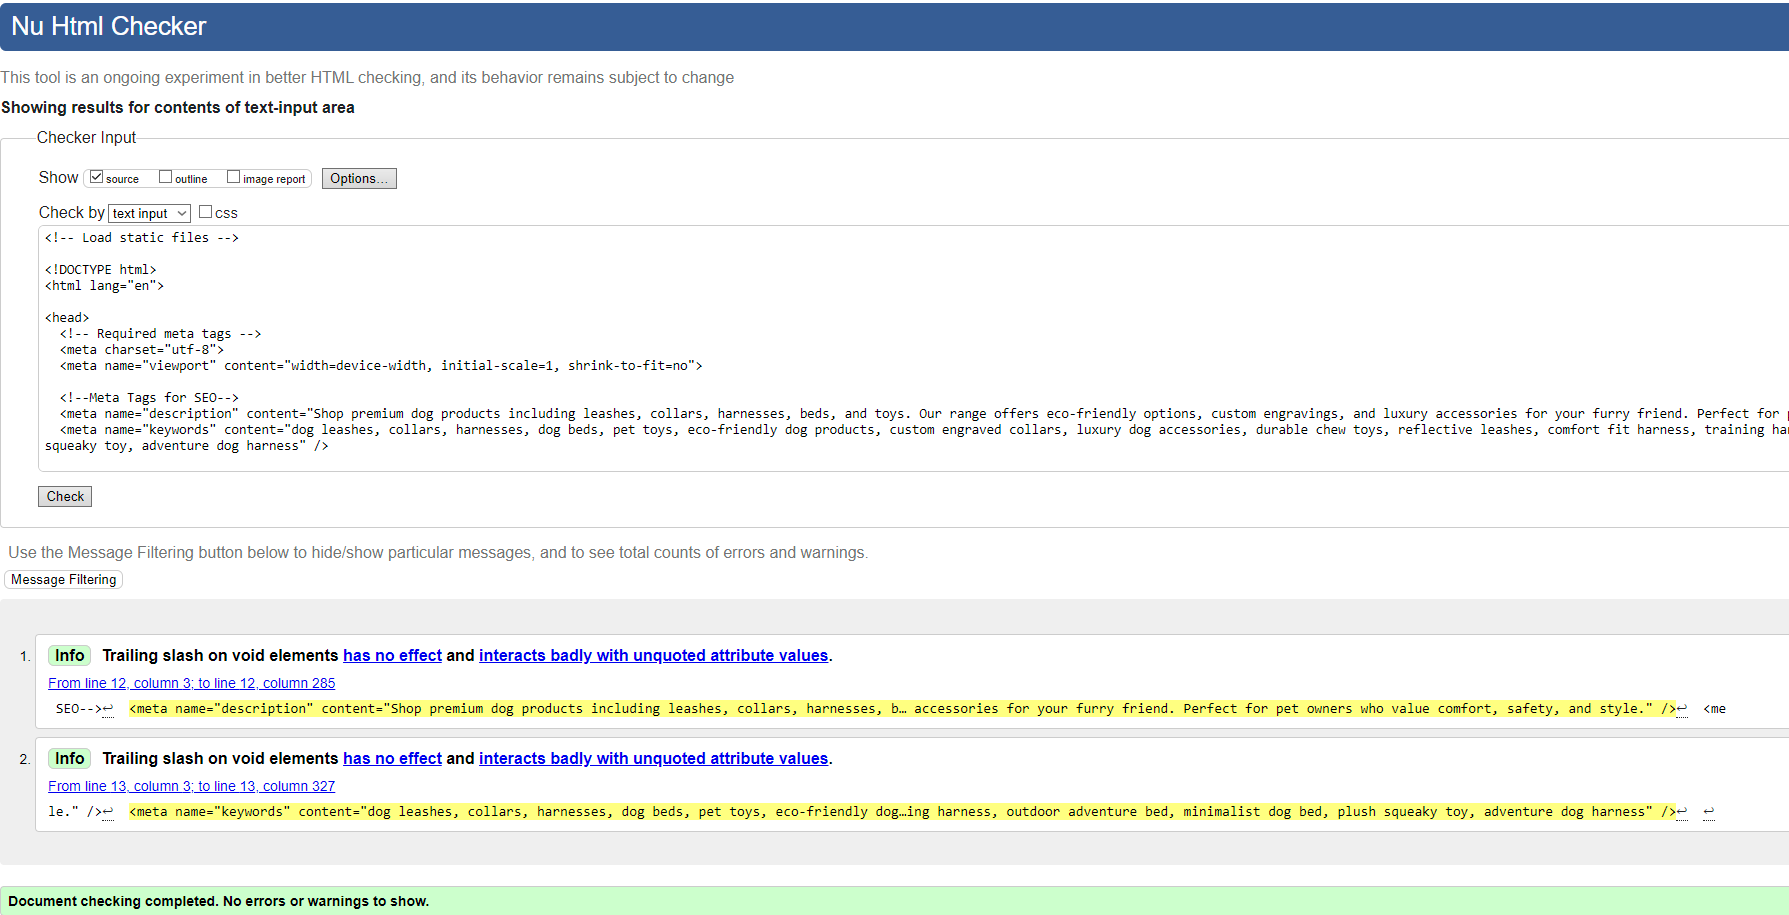 Nu Html Checker
This tool is an ongoing experiment in better HTML checking, and its behavior remains subject to change
Showing results for contents of text-input area
Checker Input
Show source outline image report Options...
Check by text input css
<!-- Load static files -->
<!DOCTYPE html>
<html lang="en">
<head>
<!-- Required meta tags -->
<meta charset="utf-8">
<meta name="viewport" content="width=device-width, initial-scale=1, shrink-to-fit=no">
<!--Meta Tags for SEO-->
<meta name="description" content="Shop premium dog products including leashes, collars, harnesses, beds, and toys. Our range offers eco-friendly options, custom engravings, and luxury accessories for your furry friend. Perfect for
<meta name="keywords" content="dog leashes, collars, harnesses, dog beds, pet toys, eco-friendly dog products, custom engraved collars, luxury dog accessories, durable chew toys, reflective leashes, comfort fit harness, training
squeaky toy, adventure dog harness" />
Check
Use the Message Filtering button below to hide/show particular messages, and to see total counts of errors and warnings.
Message Filtering
1. Info Trailing slash on void elements has no effect and interacts badly with unquoted attribute values.
From line 12, column 3; to line 12, column 285
SEO-->↩ <meta name="description" content="Shop premium dog products including leashes, collars, harnesses, b… accessories for your furry friend. Perfect for pet owners who value comfort, safety, and style." />↩ <me
2. Info Trailing slash on void elements has no effect and interacts badly with unquoted attribute values.
From line 13, column 3; to line 13, column 327
le." />↩ <meta name="keywords" content="dog leashes, collars, harnesses, dog beds, pet toys, eco-friendly dog…ing harness, outdoor adventure bed, minimalist dog bed, plush squeaky toy, adventure dog harness" />↩ ↩
Document checking completed. No errors or warnings to show.